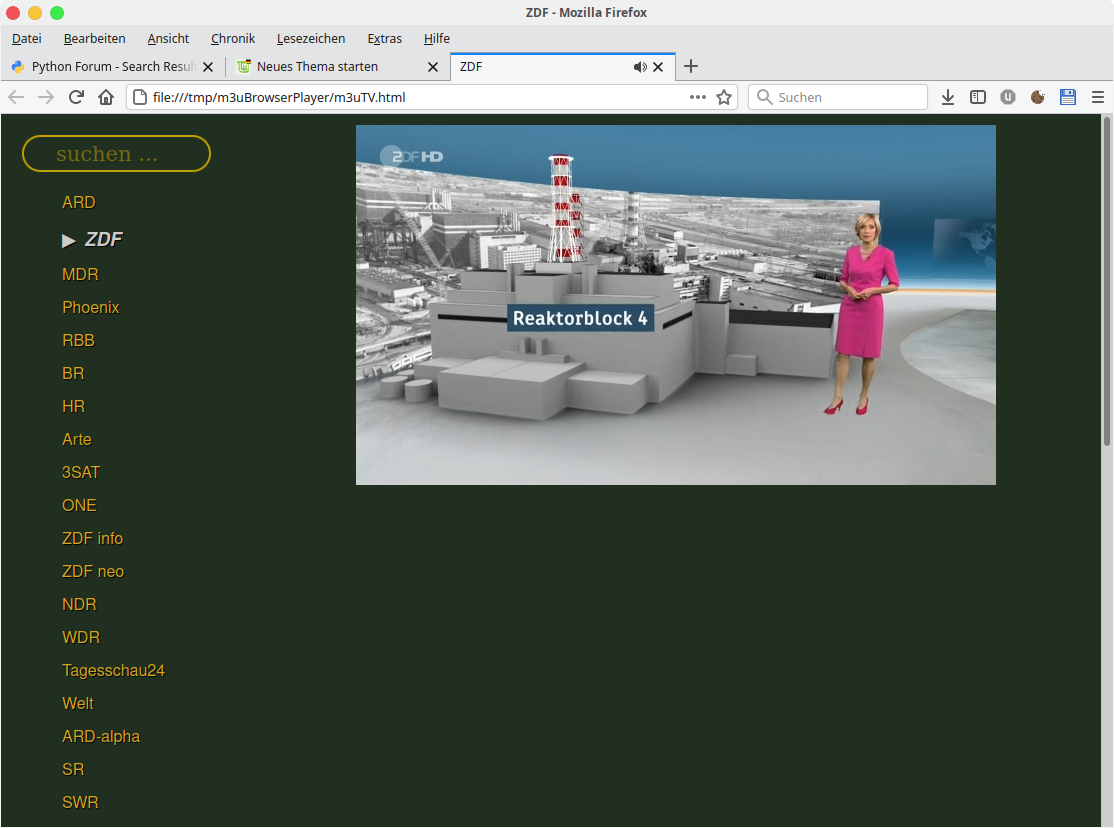 ZDF - Mozilla Firefox
Datei Bearbeiten Ansicht Chronik Lesezeichen Extras Hilfe
Python Forum - Search Resul Neues Thema starten ZDF
file:///tmp/m3uBrowserPlayer/m3uTV.html Suchen
suchen ...
ARD
▶ ZDF
MDR
Phoenix
RBB
BR
HR
Arte
3SAT
ONE
ZDF info
ZDF neo
NDR
WDR
Tagesschau24
Welt
ARD-alpha
SR
SWR
ZDFHD
Reaktorblock 4